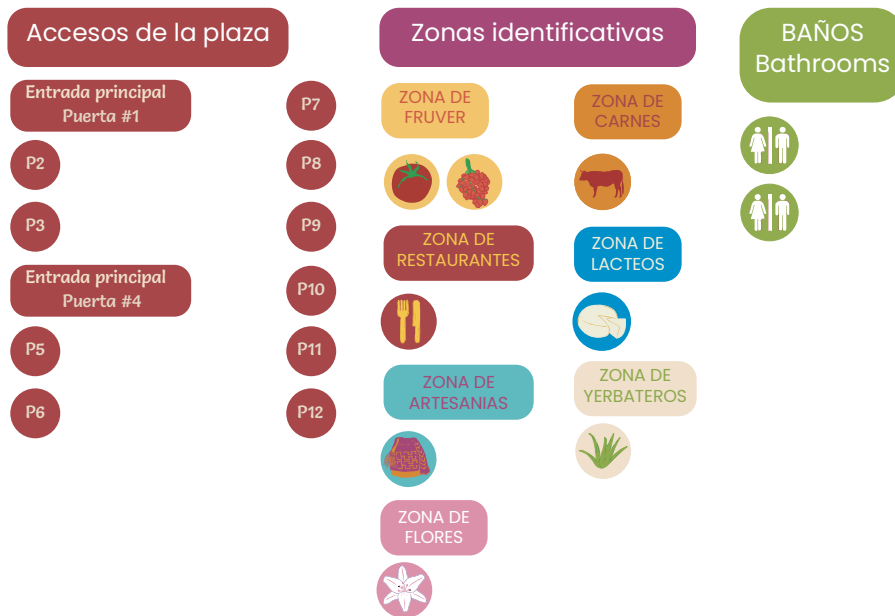 Accesos de la plaza
Entrada principal
Puerta #1
P2
P3
Entrada principal
Puerta #4
P5
P6
P7
P8
P9
P10
P11
P12
Zonas identificativas
ZONA DE
FRUVER
ZONA DE
RESTAURANTES
ZONA DE
ARTESANIAS
ZONA DE
FLORES
ZONA DE
CARNES
ZONA DE
LACTEOS
ZONA DE
YERBATEROS
BAÑOS
Bathrooms